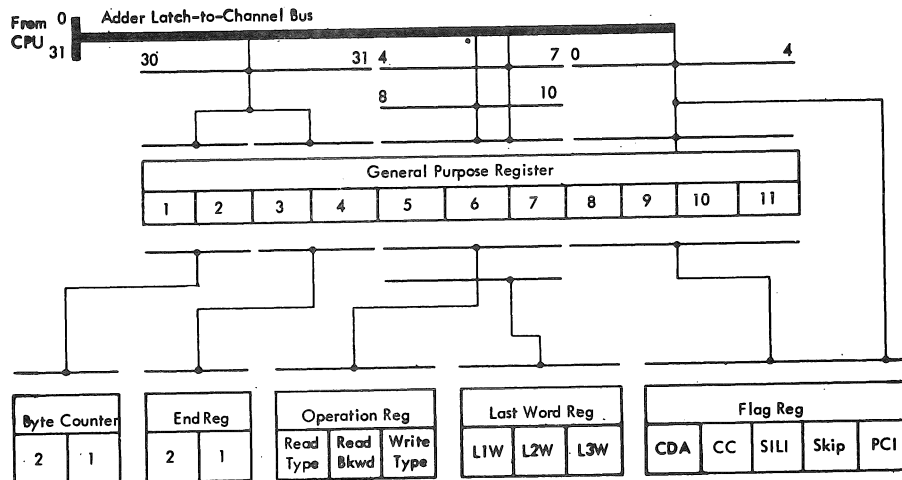 From 0
Adder Latch-to-Channel Bus
CPU
31
30
31 4
7 0
4
8
10
General Purpose Register
1 2 3 4 5 6 7 8 9 10 11
Byte Counter
2 1
End Reg
2 1
Operation Reg
Read Type
Read Bkwd
Write Type
Last Word Reg
L1W L2W L3W
Flag Reg
CDA CC SILI Skip PCI